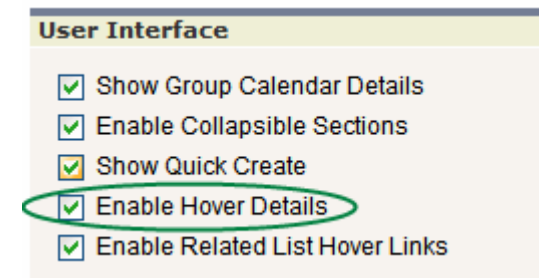 User Interface
Show Group Calendar Details
Enable Collapsible Sections
Show Quick Create
Enable Hover Details
Enable Related List Hover Links